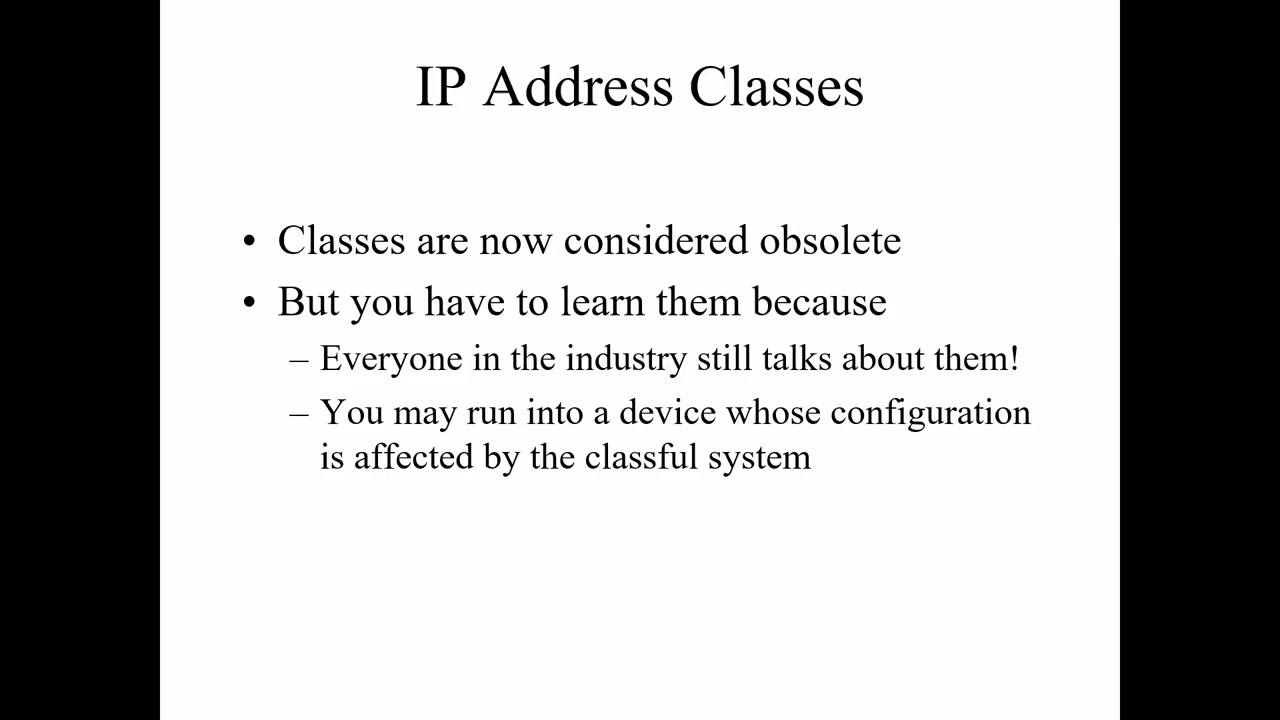 IP Address Classes
• Classes are now considered obsolete
• But you have to learn them because
– Everyone in the industry still talks about them!
– You may run into a device whose configuration
is affected by the classful system